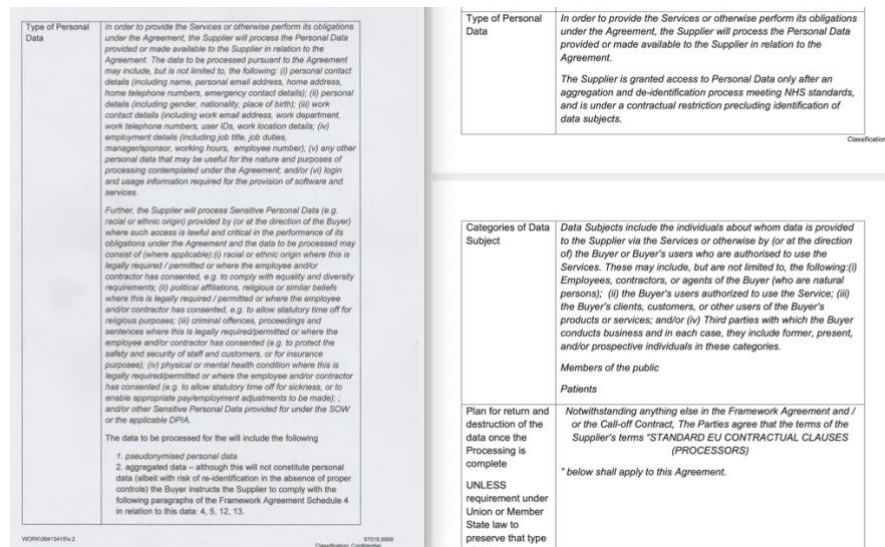 Type of Personal
Data
In order to provide the Services or otherwise perform its obligations
under the Agreement, the Supplier will process the Personal Data
provided or made available to the Supplier in relation to the
Agreement. The data to be processed pursuant to the Agreement
may include, but is not limited to, the following: (i) personal contact
details (including name, personal email address, home address,
home telephone numbers, emergency contact details); (ii) personal
details (including gender, nationality, place of birth); (iii) work
contact details (including work email address, work department,
work telephone numbers, user IDs, work location details; (iv)
employment details (including job title, job duties,
manager/sponsor, working hours, employee number); (v) any other
personal data that may be useful for the nature and purposes of
processing contemplated under the Agreement; and/or (vi) login
and usage information required for the provision of software and
services.
Further, the Supplier will process Sensitive Personal Data (e.g.
racial or ethnic origin) provided by (or at the direction of the Buyer)
where such access is lawful and critical in the performance of its
obligations under the Agreement and the data to be processed may
consist of (where applicable) (i) racial or ethnic origin where this is
legally required / permitted or where the employee and/or
contractor has consented, e.g. to comply with equality and diversity
requirements; (ii) political affiliations, religious or similar beliefs
where this is legally required / permitted or where the employee
and/or contractor has consented, e.g. to allow statutory time off for
religious purposes; (iii) criminal offences, proceedings and
sentences where this is legally required/permitted or where the
employee and/or contractor has consented (e.g. to protect the
safety and security of staff and customers, or for insurance
purposes); (iv) physical or mental health condition where this is
legally required/permitted or where the employee and/or contractor
has consented (e.g. to allow statutory time off for sickness, or to
enable appropriate pay/employment adjustments to be made); ;
and/or other Sensitive Personal Data provided for under the SOW
or the applicable DPIA.
The data to be processed for the will include the following
1. pseudonymised personal data
2. aggregated data – although this will not constitute personal
data (albeit with risk of re-identification in the absence of proper
controls) the Buyer instructs the Supplier to comply with the
following paragraphs of the Framework Agreement Schedule 4
in relation to this data: 4, 5, 12, 13.
Classification: Confidential
Type of Personal
Data
In order to provide the Services or otherwise perform its obligations
under the Agreement, the Supplier will process the Personal Data
provided or made available to the Supplier in relation to the
Agreement.
The Supplier is granted access to Personal Data only after an
aggregation and de-identification process meeting NHS standards,
and is under a contractual restriction precluding identification of
data subjects.
Classification
Categories of Data
Subject
Data Subjects include the individuals about whom data is provided
to the Supplier via the Services or otherwise by (or at the direction
of) the Buyer or Buyer's users who are authorised to use the
Services. These may include, but are not limited to, the following:(i)
Employees, contractors, or agents of the Buyer (who are natural
persons); (ii) the Buyer's users authorized to use the Service; (iii)
the Buyer's clients, customers, or other users of the Buyer's
products or services; and/or (iv) Third parties with which the Buyer
conducts business and in each case, they include former, present,
and/or prospective individuals in these categories.
Members of the public
Patients
Plan for return and
destruction of the
data once the
Processing is
complete
UNLESS
requirement under
Union or Member
State law to
preserve that type
Notwithstanding anything else in the Framework Agreement and /
or the Call-off Contract, The Parties agree that the terms of the
Supplier's terms "STANDARD EU CONTRACTUAL CLAUSES
(PROCESSORS)
" below shall apply to this Agreement.